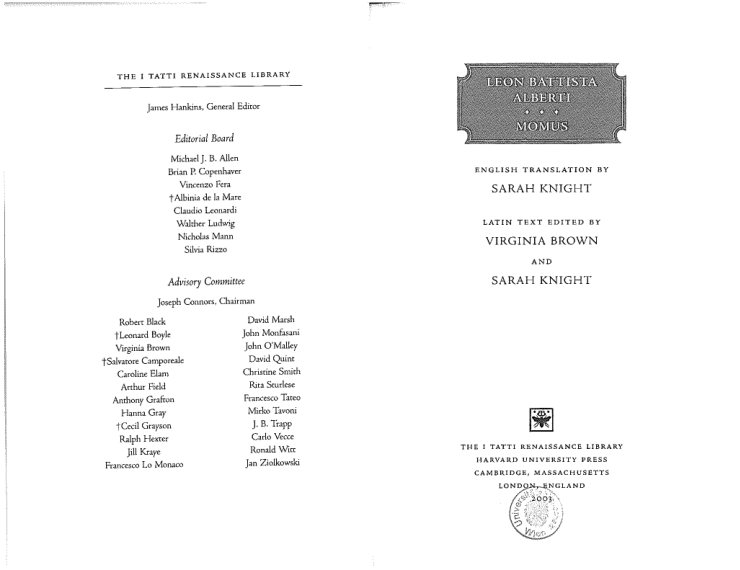 THE I TATTI RENAISSANCE LIBRARY
James Hankins, General Editor
Editorial Board
Michael J. B. Allen
Brian P. Copenhaver
Vincenzo Fera
†Albinia de la Mare
Claudio Leonardi
Walther Ludwig
Nicholas Mann
Silvia Rizzo
Advisory Committee
Joseph Connors, Chairman
Robert Black
†Leonard Boyle
Virginia Brown
†Salvatore Camporeale
Caroline Elam
Arthur Field
Anthony Grafton
Hanna Gray
†Cecil Grayson
Ralph Hexter
Jill Kraye
Francesco Lo Monaco
David Marsh
John Monfasani
John O'Malley
David Quint
Christine Smith
Rita Sturlese
Francesco Tateo
Mirko Tavoni
J. B. Trapp
Carlo Vecce
Ronald Witt
Jan Ziolkowski
LEON BATTISTA
ALBERTI
MOMUS
ENGLISH TRANSLATION BY
SARAH KNIGHT
LATIN TEXT EDITED BY
VIRGINIA BROWN
AND
SARAH KNIGHT
THE I TATTI RENAISSANCE LIBRARY
HARVARD UNIVERSITY PRESS
CAMBRIDGE, MASSACHUSETTS
LONDON, ENGLAND
2003
Wien